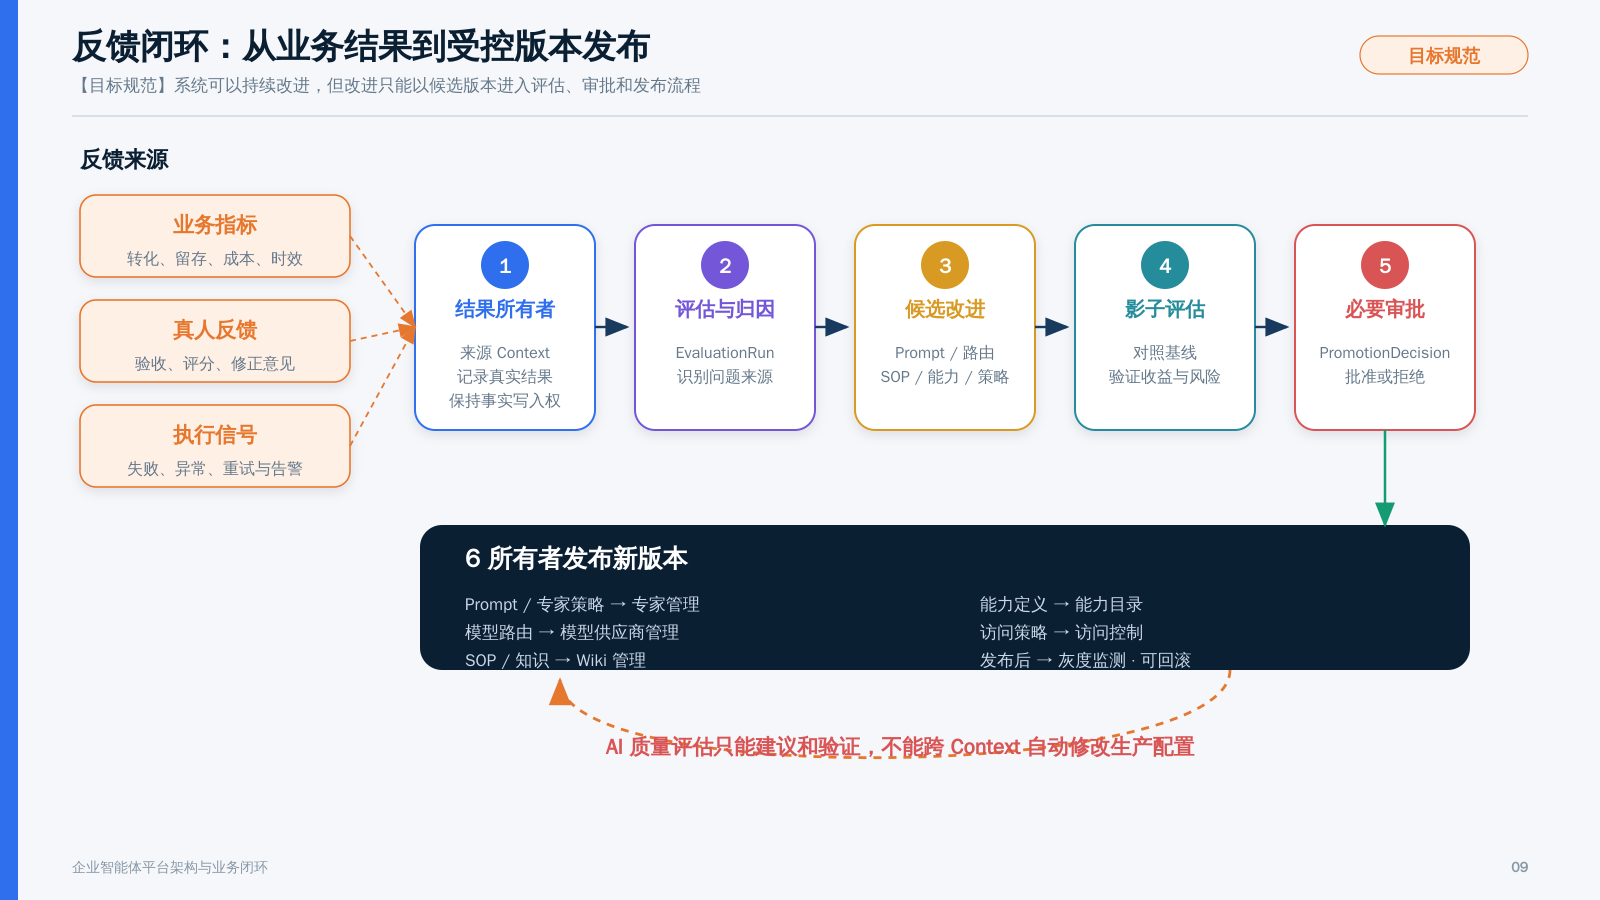 反馈闭环：从业务结果到受控版本发布
【目标规范】系统可以持续改进，但改进只能以候选版本进入评估、审批和发布流程
目标规范
反馈来源
业务指标
转化、留存、成本、时效
真人反馈
验收、评分、修正意见
执行信号
失败、异常、重试与告警
1
结果所有者
来源 Context
记录真实结果
保持事实写入权
2
评估与归因
EvaluationRun
识别问题来源
3
候选改进
Prompt / 路由
SOP / 能力 / 策略
4
影子评估
对照基线
验证收益与风险
5
必要审批
PromotionDecision
批准或拒绝
6 所有者发布新版本
Prompt / 专家策略 → 专家管理
模型路由 → 模型供应商管理
SOP / 知识 → Wiki 管理
能力定义 → 能力目录
访问策略 → 访问控制
发布后 → 灰度监测 · 可回滚
AI 质量评估只能建议和验证，不能跨 Context 自动修改生产配置
企业智能体平台架构与业务闭环
09